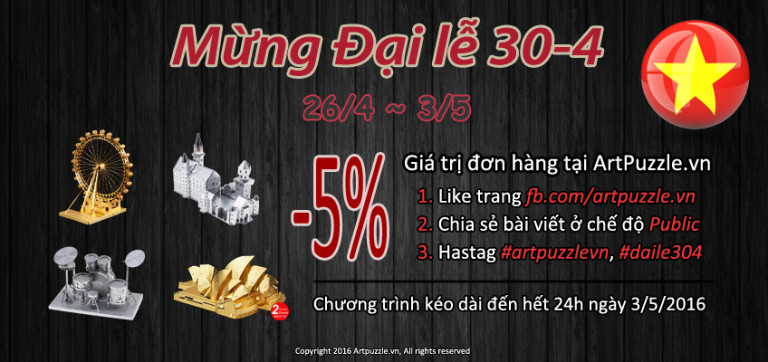 Mừng Đại lễ 30-4
26/4 ~ 3/5
-5%
Giá trị đơn hàng tại ArtPuzzle.vn
1. Like trang fb.com/artpuzzle.vn
2. Chia sẻ bài viết ở chế độ Public
3. Hastag #artpuzzlevn, #daile304
Chương trình kéo dài đến hết 24h ngày 3/5/2016
2
Copyright 2016 Artpuzzle.vn, All rights reserved